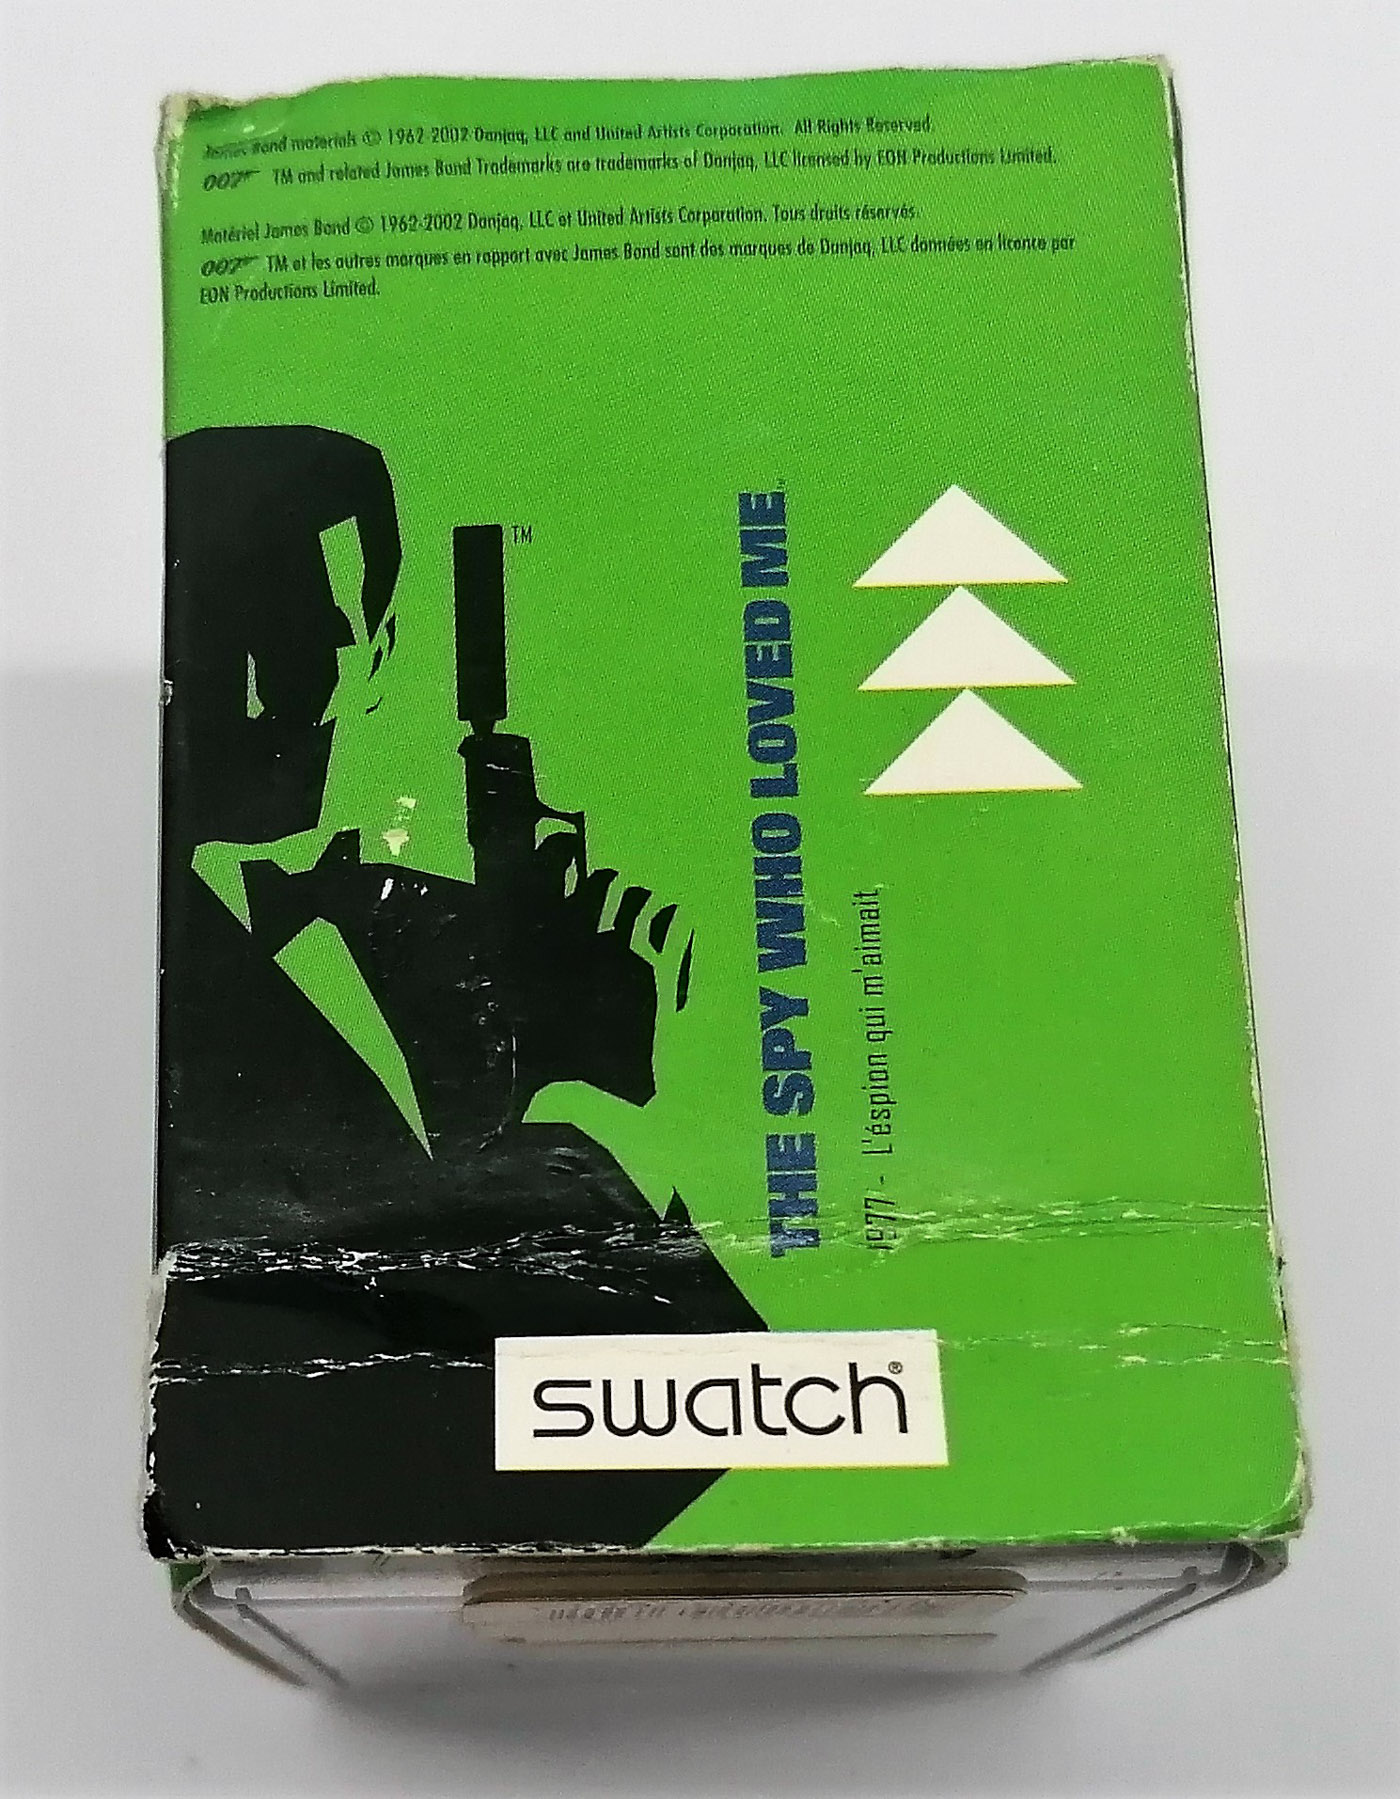 James Bond materials © 1962-2002 Danjaq, LLC and United Artists Corporation. All Rights Reserved.
007 TM and related James Bond Trademarks are trademarks of Danjaq, LLC licensed by EON Productions Limited.
Matériel James Bond © 1962-2002 Danjaq, LLC et United Artists Corporation. Tous droits réservés.
007 TM et les autres marques en rapport avec James Bond sont des marques de Danjaq, LLC données en licence par
EON Productions Limited.
TM
THE SPY WHO LOVED ME
1977 - L'éspion qui m'aimait
swatch®